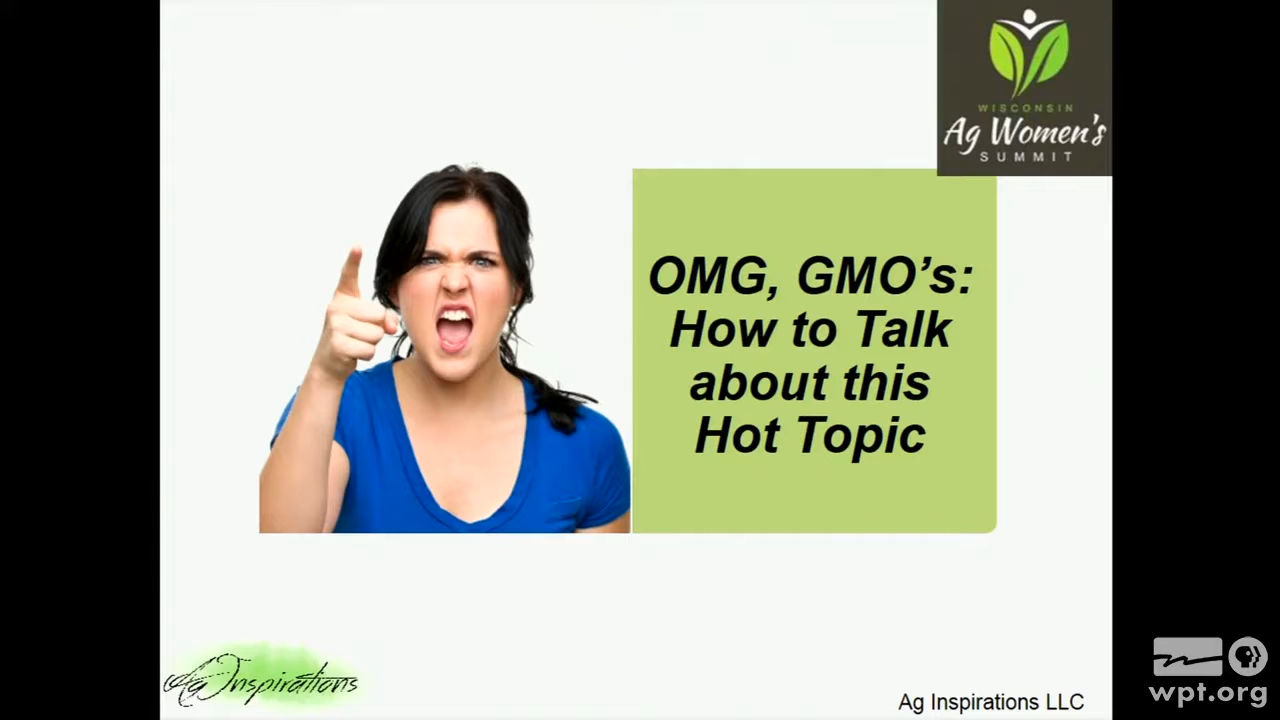 WISCONSIN
Ag Women's
SUMMIT
OMG, GMO's:
How to Talk
about this
Hot Topic
Ag Inspirations
Ag Inspirations LLC
wpt.org